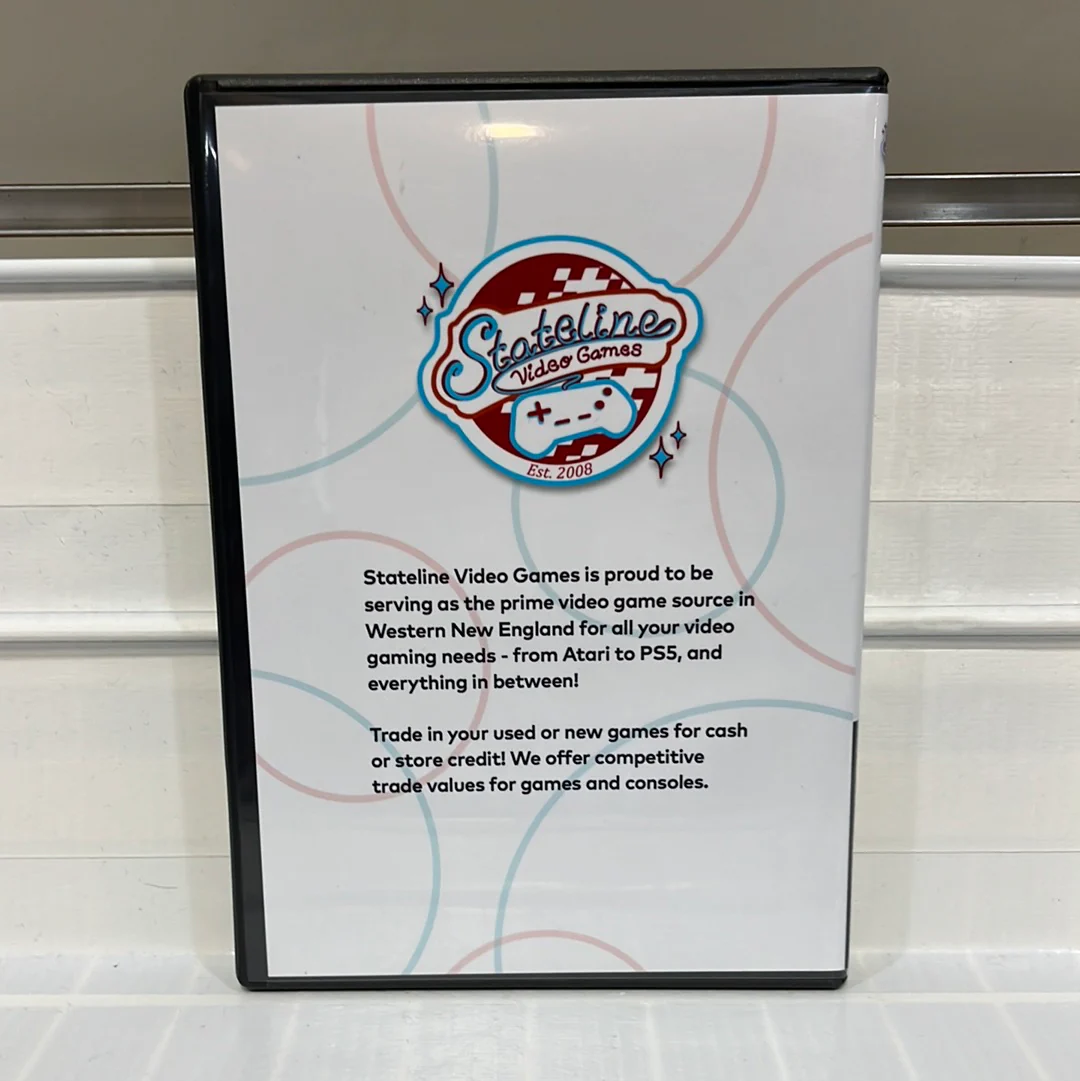 Stateline
Video Games
Est. 2008
Stateline Video Games is proud to be
serving as the prime video game source in
Western New England for all your video
gaming needs - from Atari to PS5, and
everything in between!
Trade in your used or new games for cash
or store credit! We offer competitive
trade values for games and consoles.